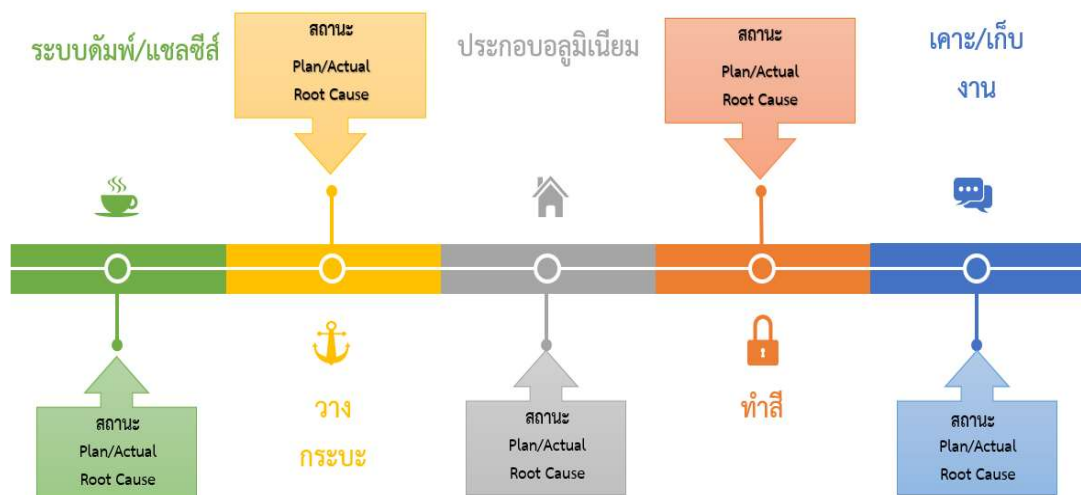 ระบบดัมพ์/แชลซีส์
สถานะ
Plan/Actual
Root Cause
ประกอบอลูมิเนียม
สถานะ
Plan/Actual
Root Cause
เคาะ/เก็บ
งาน
สถานะ
Plan/Actual
Root Cause
วาง
กระบะ
สถานะ
Plan/Actual
Root Cause
ทำสี
สถานะ
Plan/Actual
Root Cause